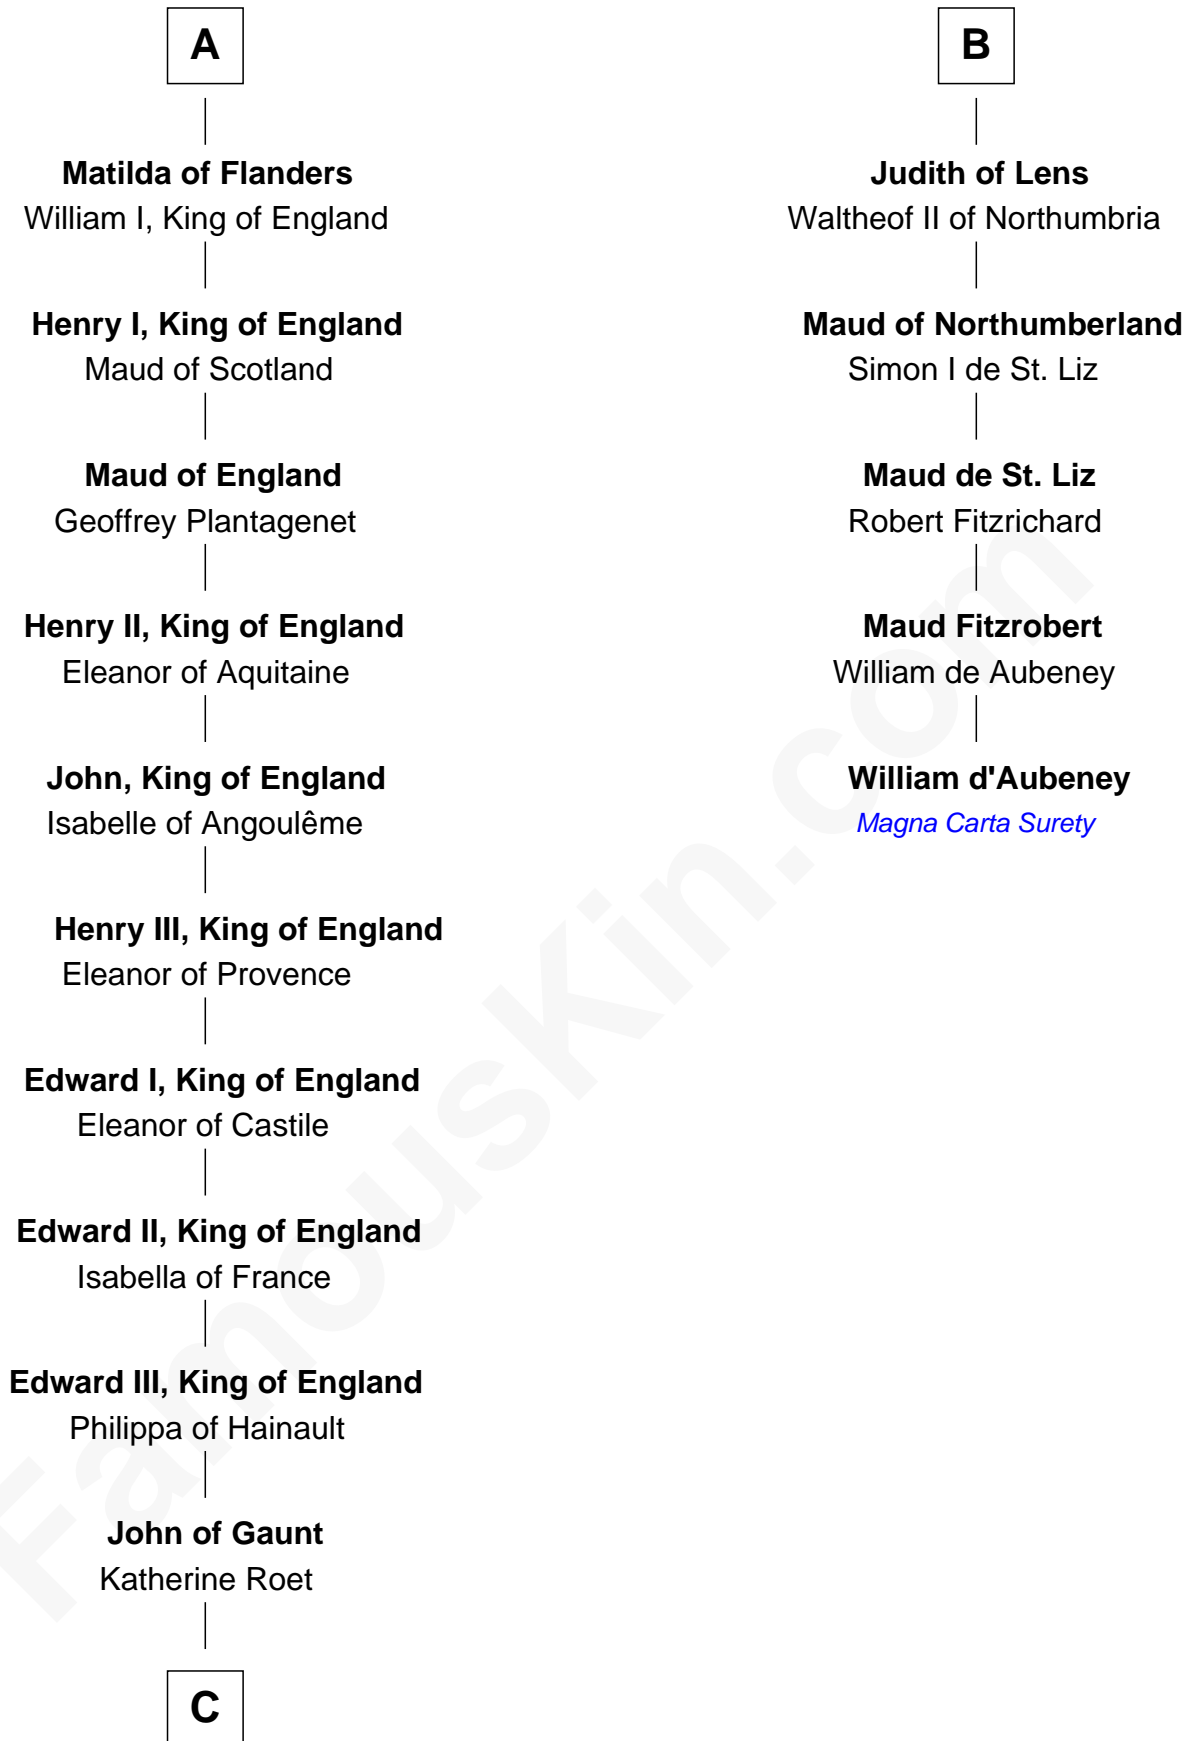 A
Matilda of Flanders
William I, King of England
Henry I, King of England
Maud of Scotland
Maud of England
Geoffrey Plantagenet
Henry II, King of England
Eleanor of Aquitaine
John, King of England
Isabelle of Angoulême
Henry III, King of England
Eleanor of Provence
Edward I, King of England
Eleanor of Castile
Edward II, King of England
Isabella of France
Edward III, King of England
Philippa of Hainault
John of Gaunt
Katherine Roet
C
B
Judith of Lens
Waltheof II of Northumbria
Maud of Northumberland
Simon I de St. Liz
Maud de St. Liz
Robert Fitzrichard
Maud Fitzrobert
William de Aubeney
William d'Aubeney
Magna Carta Surety
FamousKin.com